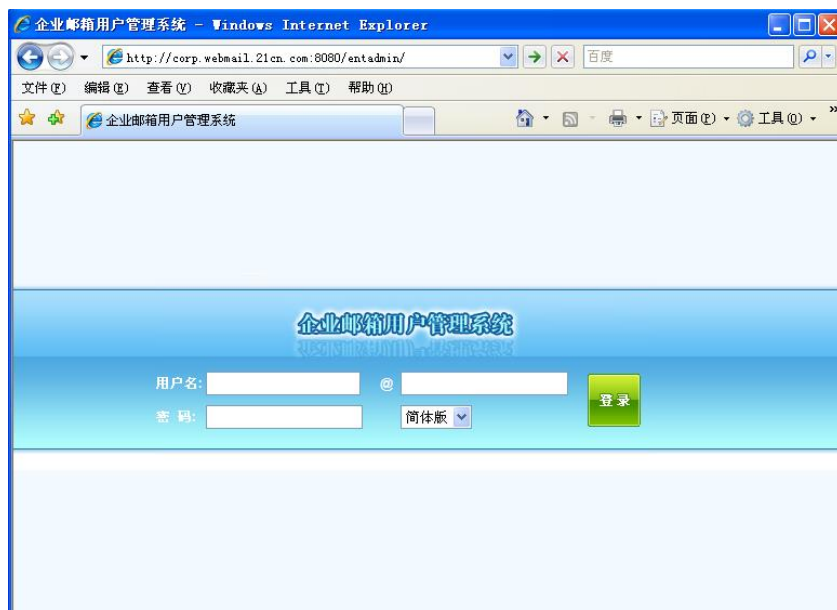 企业邮箱用户管理系统 - Windows Internet Explorer
http://corp.webmail.21cn.com:8080/entadmin/
百度
文件(F) 编辑(E) 查看(V) 收藏夹(A) 工具(T) 帮助(H)
企业邮箱用户管理系统
页面(P) 工具(O) »
企业邮箱用户管理系统
用户名: @
登录
密 码: 简体版